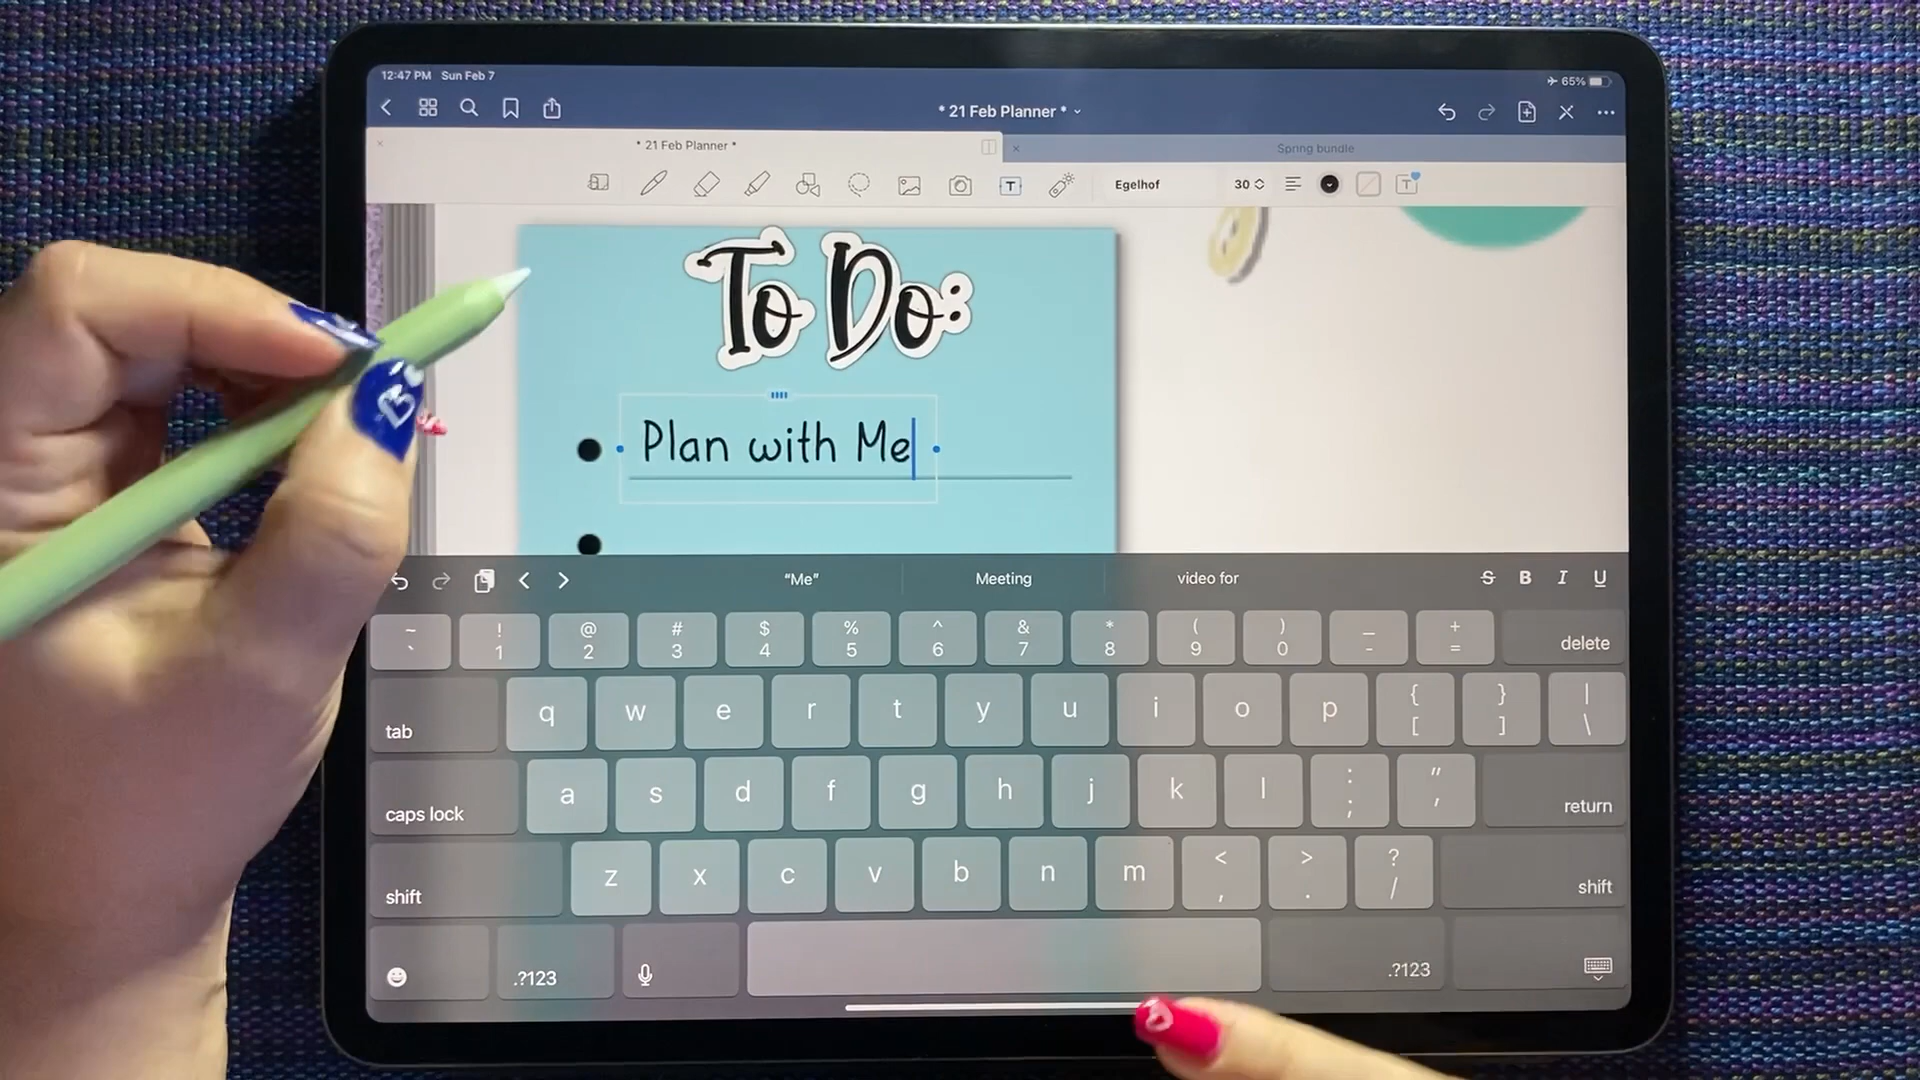 12:47 PM Sun Feb 7
65%
* 21 Feb Planner *
* 21 Feb Planner *
Spring bundle
T
Egelhof
30
T
To Do:
Plan with Me
“Me”
Meeting
video for
S B I U
~ ! @ # $ % ^ & * ( ) _ +
` 1 2 3 4 5 6 7 8 9 0 - = delete
tab q w e r t y u i o p { [ } ] | \
caps lock a s d f g h j k l : ; " ' return
shift z x c v b n m < , > . ? / shift
.?123 .?123